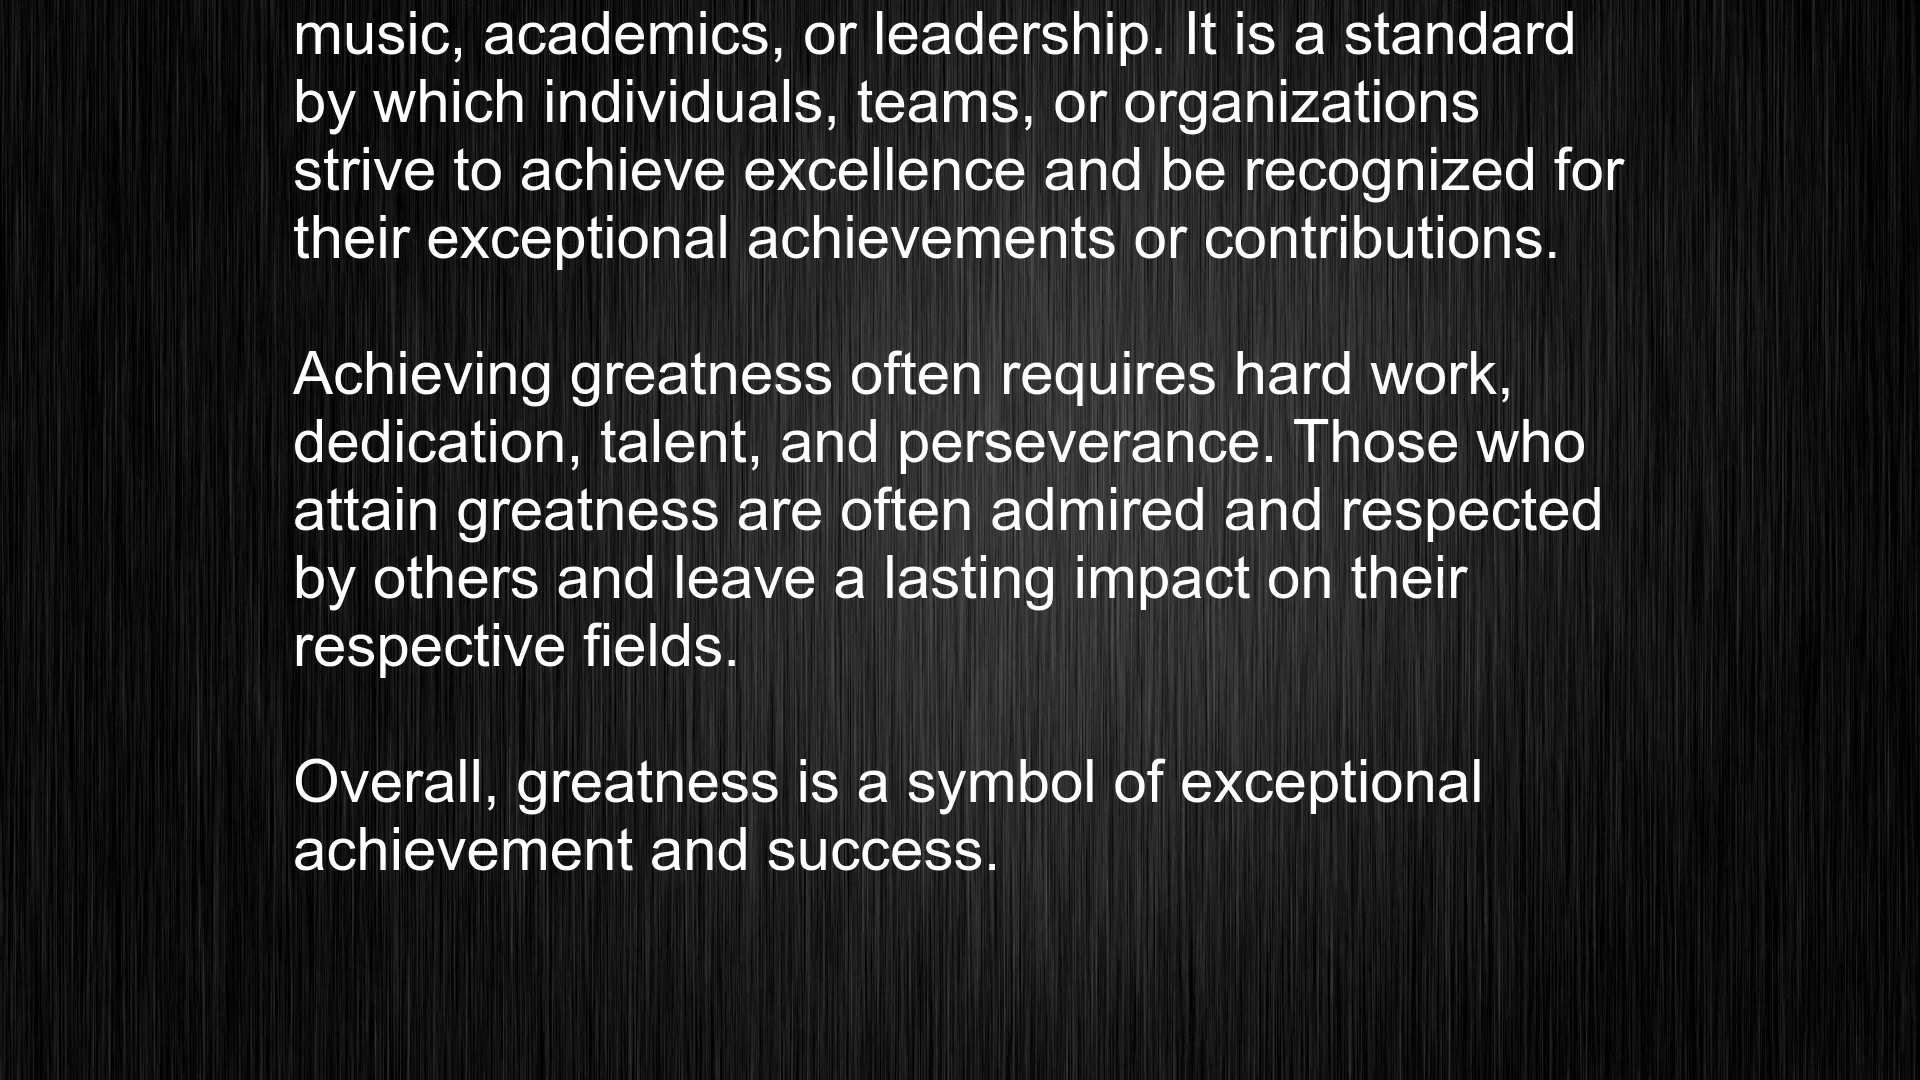 music, academics, or leadership. It is a standard
by which individuals, teams, or organizations
strive to achieve excellence and be recognized for
their exceptional achievements or contributions.
Achieving greatness often requires hard work,
dedication, talent, and perseverance. Those who
attain greatness are often admired and respected
by others and leave a lasting impact on their
respective fields.
Overall, greatness is a symbol of exceptional
achievement and success.